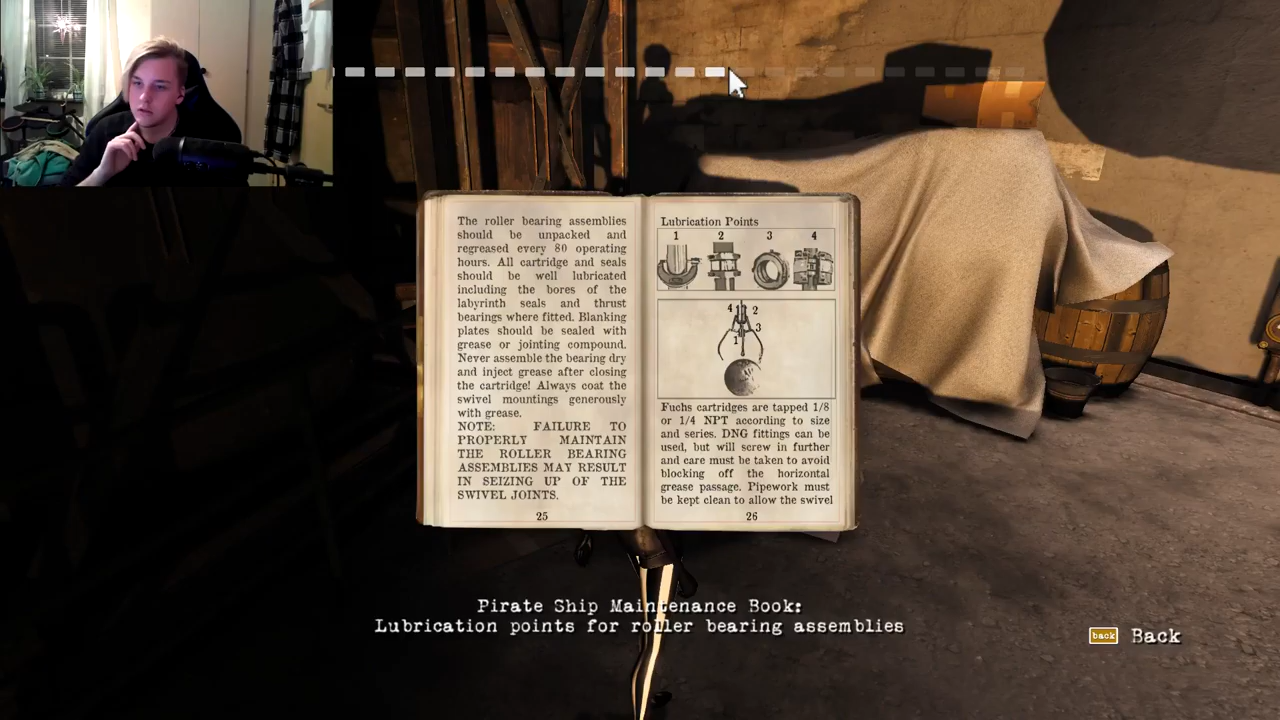 The roller bearing assemblies
should be unpacked and
regreased every 80 operating
hours. All cartridge and seals
should be well lubricated
including the bores of the
labyrinth seals and thrust
bearings where fitted. Blanking
plates should be sealed with
grease or jointing compound.
Never assemble the bearing dry
and inject grease after closing
the cartridge! Always coat the
swivel mountings generously
with grease.
NOTE: FAILURE TO
PROPERLY MAINTAIN
THE ROLLER BEARING
ASSEMBLIES MAY RESULT
IN SEIZING UP OF THE
SWIVEL JOINTS.
25
Lubrication Points
1 2 3 4
4 2
3
1
Fuchs cartridges are tapped 1/8
or 1/4 NPT according to size
and series. DNG fittings can be
used, but will screw in further
and care must be taken to avoid
blocking off the horizontal
grease passage. Pipework must
be kept clean to allow the swivel
26
Pirate Ship Maintenance Book:
Lubrication points for roller bearing assemblies
back Back